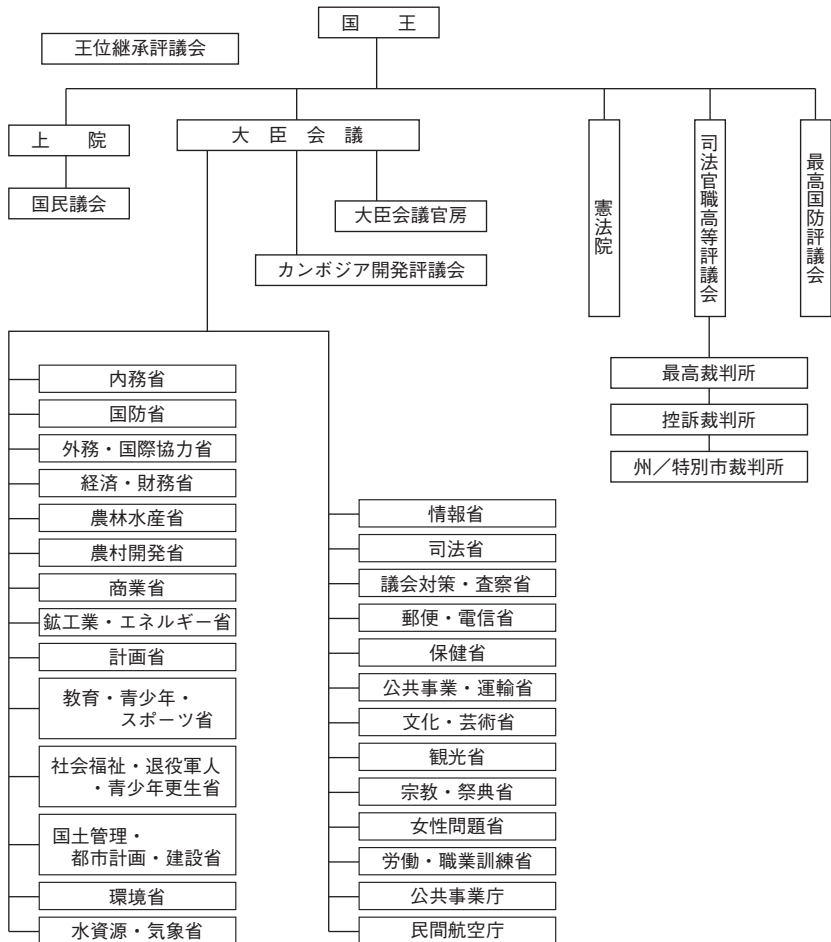 国　王
王位継承評議会
上　院
大　臣　会　議
国民議会
大臣会議官房
カンボジア開発評議会
憲法院
司法官職高等評議会
最高国防評議会
最高裁判所
控訴裁判所
州／特別市裁判所
内務省
国防省
外務・国際協力省
経済・財務省
農林水産省
農村開発省
商業省
鉱工業・エネルギー省
計画省
教育・青少年・
スポーツ省
社会福祉・退役軍人
・青少年更生省
国土管理・
都市計画・建設省
環境省
水資源・気象省
情報省
司法省
議会対策・査察省
郵便・電信省
保健省
公共事業・運輸省
文化・芸術省
観光省
宗教・祭典省
女性問題省
労働・職業訓練省
公共事業庁
民間航空庁